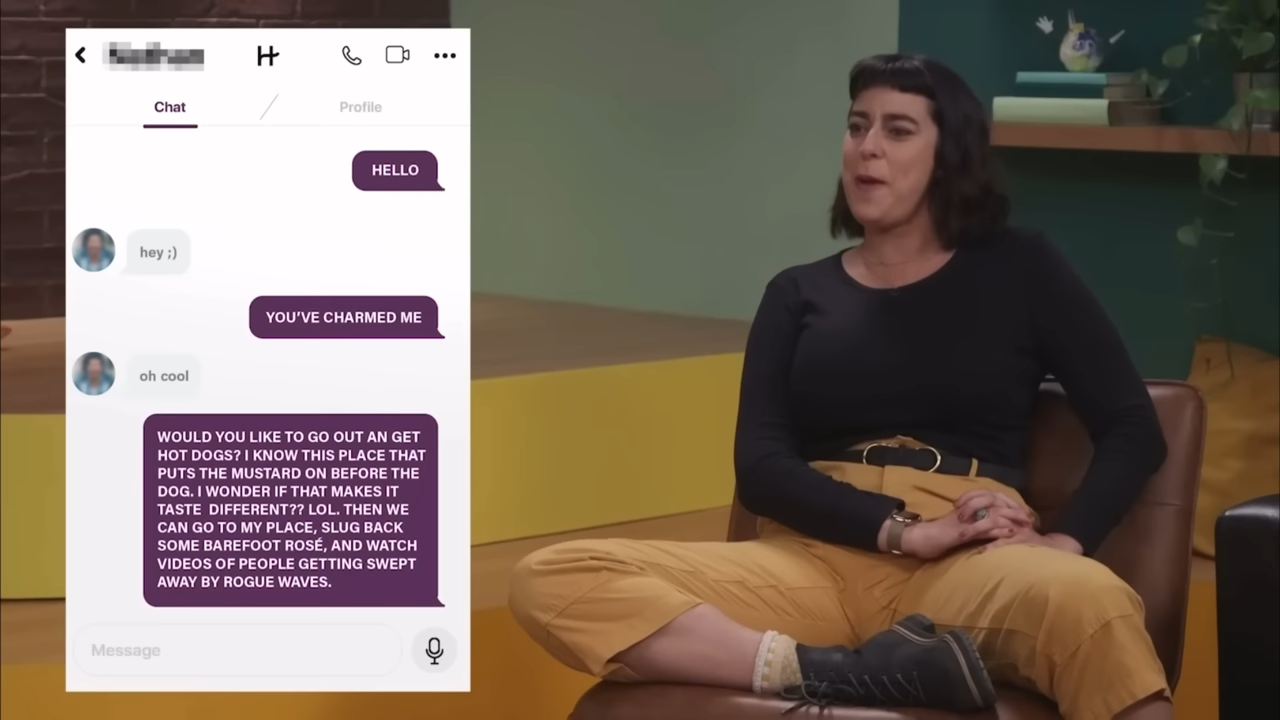 Chat
Profile
HELLO
hey ;)
YOU'VE CHARMED ME
oh cool
WOULD YOU LIKE TO GO OUT AN GET
HOT DOGS? I KNOW THIS PLACE THAT
PUTS THE MUSTARD ON BEFORE THE
DOG. I WONDER IF THAT MAKES IT
TASTE  DIFFERENT?? LOL. THEN WE
CAN GO TO MY PLACE, SLUG BACK
SOME BAREFOOT ROSÉ, AND WATCH
VIDEOS OF PEOPLE GETTING SWEPT
AWAY BY ROGUE WAVES.
Message